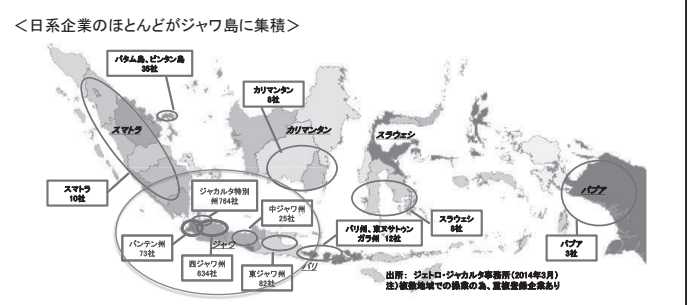 ＜日系企業のほとんどがジャワ島に集積＞
バタム島、ビンタン島
35社
カリマンタン
8社
スマトラ
カリマンタン
スラウェシ
パプア
スマトラ
10社
ジャカルタ特別
州764社
中ジャワ州
25社
バリ州、東ヌサトゥン
ガラ州 12社
スラウェシ
8社
パプア
3社
バンテン州
73社
ジャワ
西ジャワ州
634社
東ジャワ州
82社
バリ
出所： ジェトロ・ジャカルタ事務所（2014年3月）
注）複数地域での操業の為、重複登録企業あり